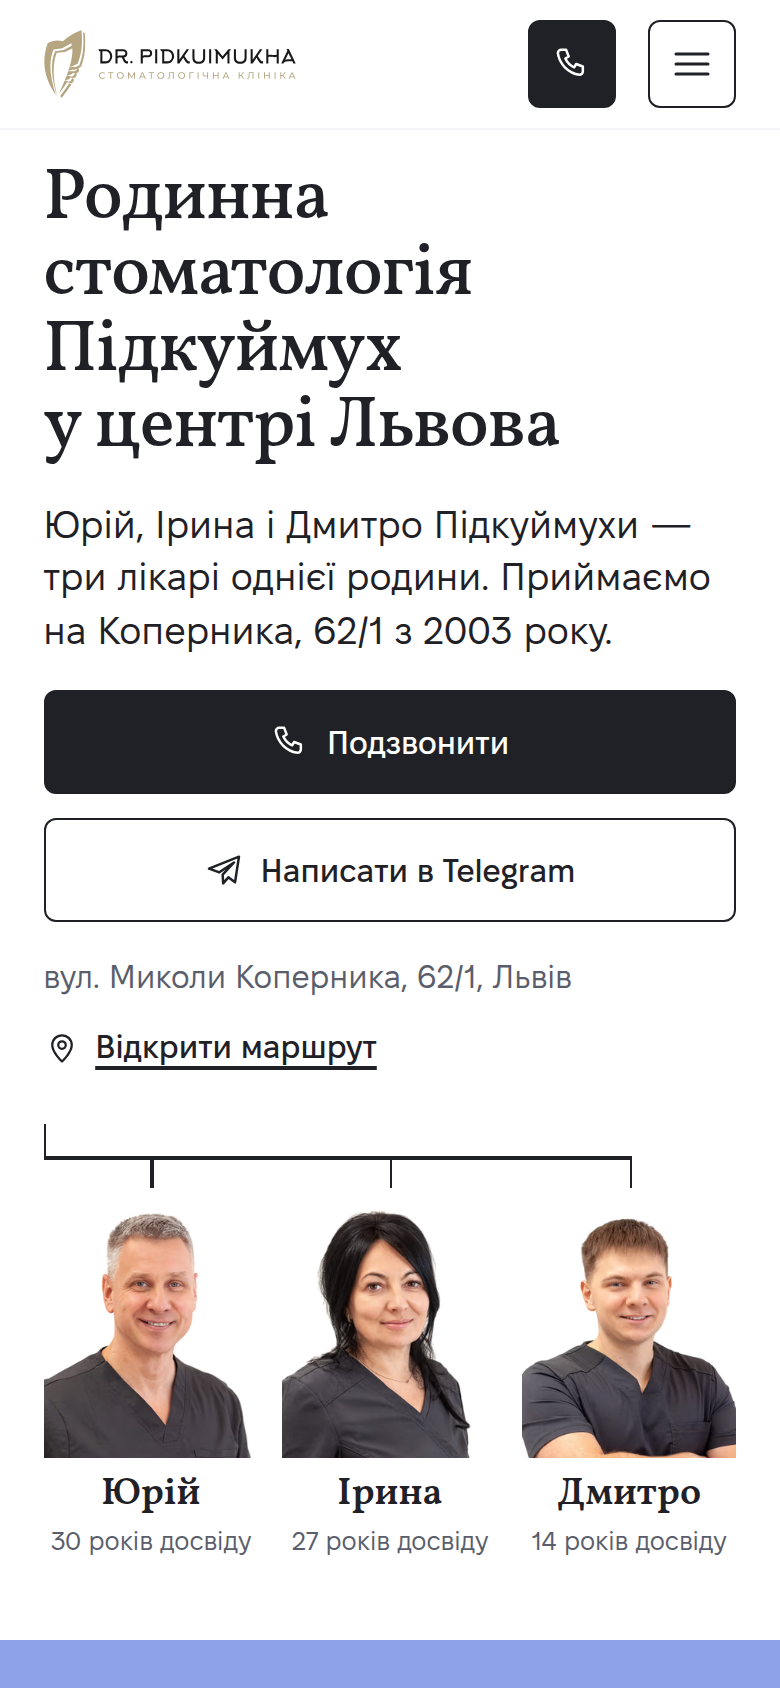 DR. PIDKUIMUKHA
СТОМАТОЛОГІЧНА КЛІНІКА
Родинна
стоматологія
Підкуймух
у центрі Львова
Юрій, Ірина і Дмитро Підкуймухи —
три лікарі однієї родини. Приймаємо
на Коперника, 62/1 з 2003 року.
Подзвонити
Написати в Telegram
вул. Миколи Коперника, 62/1, Львів
Відкрити маршрут
Юрій Ірина Дмитро
30 років досвіду 27 років досвіду 14 років досвіду